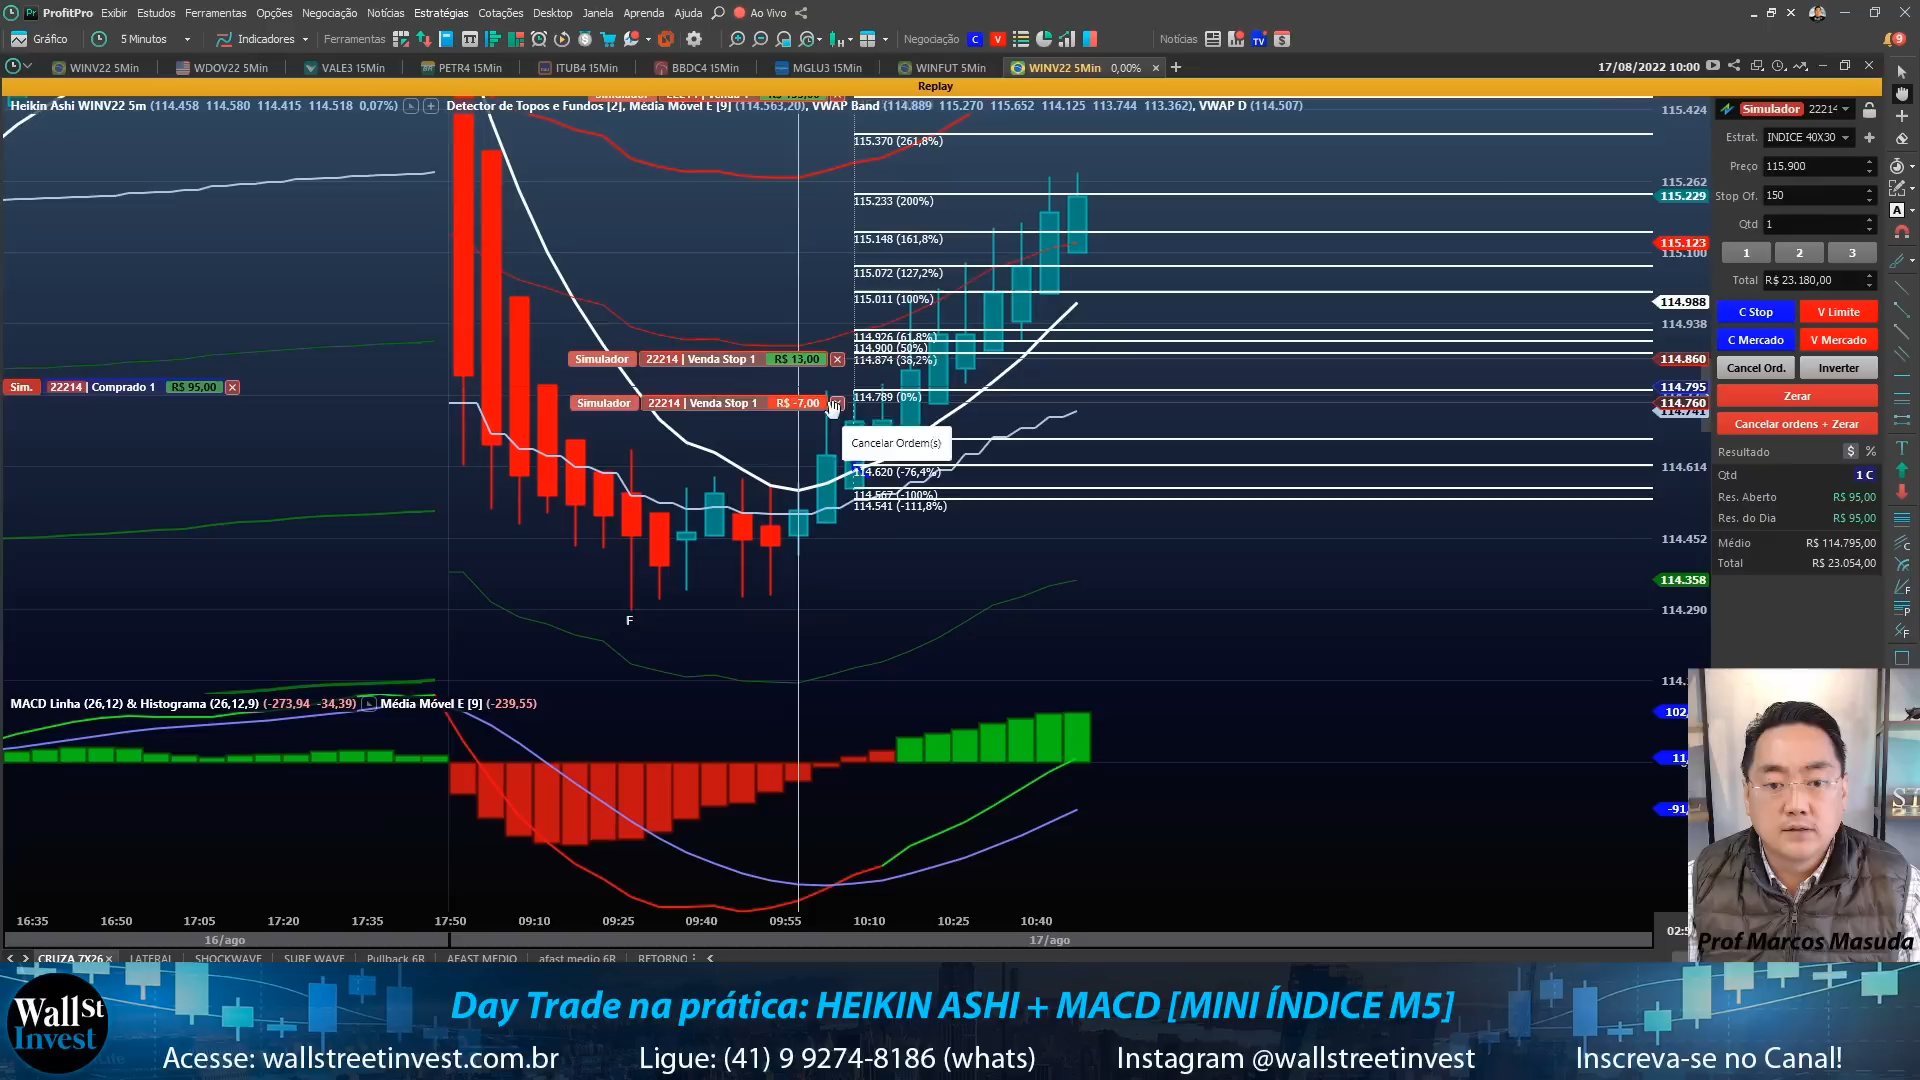 ProfitPro Exibir Estudos Ferramentas Opções Negociação Notícias Estratégias Cotações Desktop Janela Aprenda Ajuda Ao Vivo
Gráfico 5 Minutos Indicadores Ferramentas Negociação C V Notícias TV $ 9
WINV22 5Min WDOV22 5Min VALE3 15Min PETR4 15Min ITUB4 15Min BBDC4 15Min MGLU3 15Min WINFUT 5Min WINV22 5Min 0,00% 17/08/2022 10:00
Replay
Heikin Ashi WINV22 5m (114.458 114.580 114.415 114.518 0,07%) Detector de Topos e Fundos [2], Média Móvel E [9] (114.563,20), VWAP Band (114.889 115.270 115.652 114.125 113.744 113.362), VWAP D (114.507)
115.424
115.370 (261,8%)
115.262
115.229
115.233 (200%)
115.148 (161,8%)
115.123
115.100
115.072 (127,2%)
115.011 (100%)
114.988
114.938
114.926 (61,8%)
114.900 (50%)
114.874 (38,2%)
Simulador 22214 | Venda Stop 1 R$ 13,00
114.860
Sim. 22214 | Comprado 1 R$ 95,00
114.795
114.789 (0%)
Simulador 22214 | Venda Stop 1 R$ -7,00
114.760
114.741
Cancelar Ordem(s)
114.614
114.620 (-76,4%)
114.567 (-100%)
114.541 (-111,8%)
114.452
114.358
114.290
F
Simulador 22214
Estrat. INDICE 40X30
Preço 115.900
Stop Of. 150
Qtd 1
1 2 3
Total R$ 23.180,00
C Stop V Limite
C Mercado V Mercado
Cancel Ord. Inverter
Zerar
Cancelar ordens + Zerar
Resultado $ %
Qtd 1 C
Res. Aberto R$ 95,00
Res. do Dia R$ 95,00
Médio R$ 114.795,00
Total R$ 23.054,00
MACD Linha (26,12) & Histograma (26,12,9) (-273,94 -34,39) Média Móvel E [9] (-239,55)
16:35 16:50 17:05 17:20 17:35 17:50 09:10 09:25 09:40 09:55 10:10 10:25 10:40
16/ago 17/ago
CRUZA 7X26 LATERAL SHOCKWAVE SURF WAVE Pullback 6R AFAST MEDIO afast medio 6R RETORNO
Prof Marcos Masuda
Wall St Invest
Day Trade na prática: HEIKIN ASHI + MACD [MINI ÍNDICE M5]
Acesse: wallstreetinvest.com.br Ligue: (41) 9 9274-8186 (whats) Instagram @wallstreetinvest Inscreva-se no Canal!